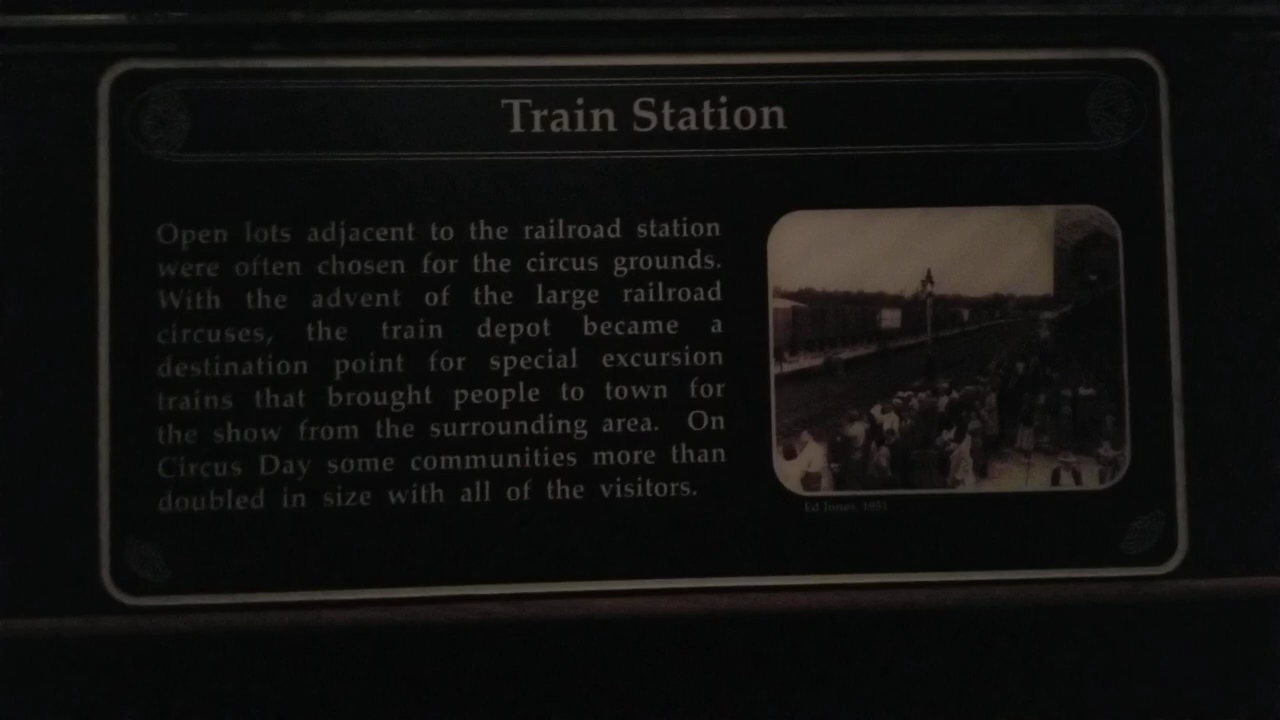 Train Station
Open lots adjacent to the railroad station
were often chosen for the circus grounds.
With the advent of the large railroad
circuses, the train depot became a
destination point for special excursion
trains that brought people to town for
the show from the surrounding area. On
Circus Day some communities more than
doubled in size with all of the visitors.
Ed